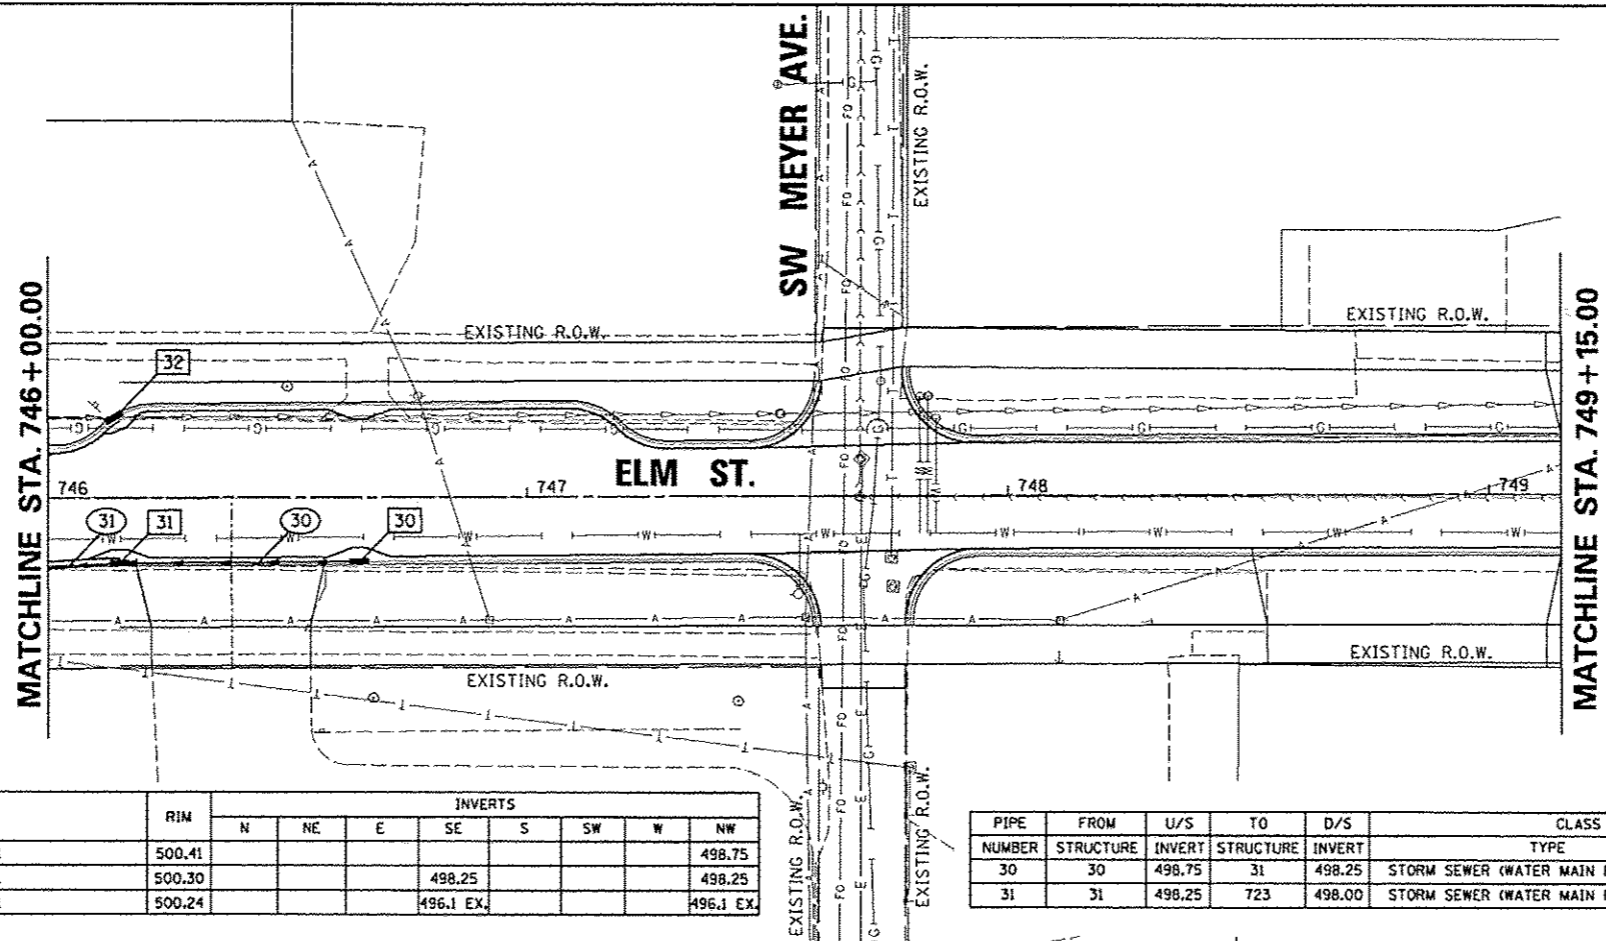 SW MEYER AVE.
EXISTING R.O.W.
MATCHLINE STA. 746+00.00
MATCHLINE STA. 749+15.00
EXISTING R.O.W.
EXISTING R.O.W.
32
ELM ST.
746
747
748
749
31
31
30
30
EXISTING R.O.W.
EXISTING R.O.W.
EXISTING R.O.W.
EXISTING R.O.W.
RIM INVERTS
N NE E SE S SW W NW
500.41 498.75
500.30 498.25 498.25
500.24 496.1 EX. 496.1 EX.
PIPE FROM U/S TO D/S CLASS
NUMBER STRUCTURE INVERT STRUCTURE INVERT TYPE
30 30 498.75 31 498.25 STORM SEWER (WATER MAIN
31 31 498.25 723 498.00 STORM SEWER (WATER MAIN